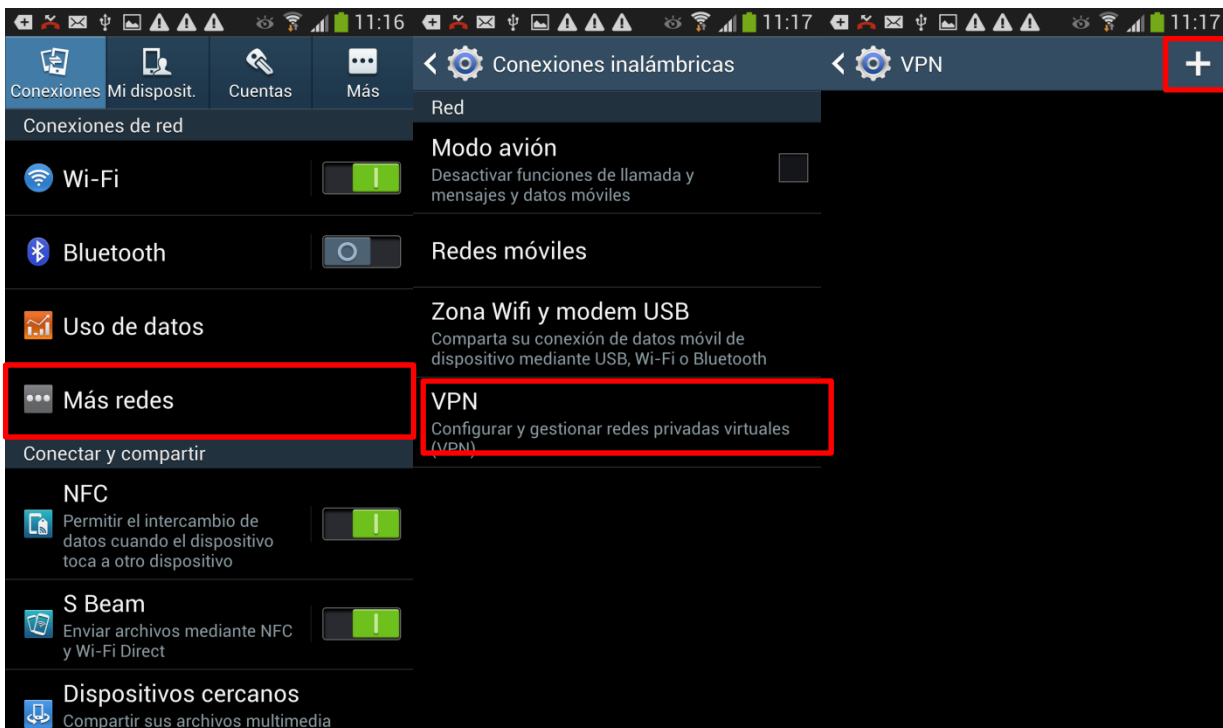 11:16
Conexiones Mi disposit. Cuentas Más
Conexiones de red
Wi-Fi
Bluetooth
Uso de datos
Más redes
Conectar y compartir
NFC
Permitir el intercambio de
datos cuando el dispositivo
toca a otro dispositivo
S Beam
Enviar archivos mediante NFC
y Wi-Fi Direct
Dispositivos cercanos
Compartir sus archivos multimedia
11:17
Conexiones inalámbricas
Red
Modo avión
Desactivar funciones de llamada y
mensajes y datos móviles
Redes móviles
Zona Wifi y modem USB
Comparta su conexión de datos móvil de
dispositivo mediante USB, Wi-Fi o Bluetooth
VPN
Configurar y gestionar redes privadas virtuales
(VPN)
11:17
VPN